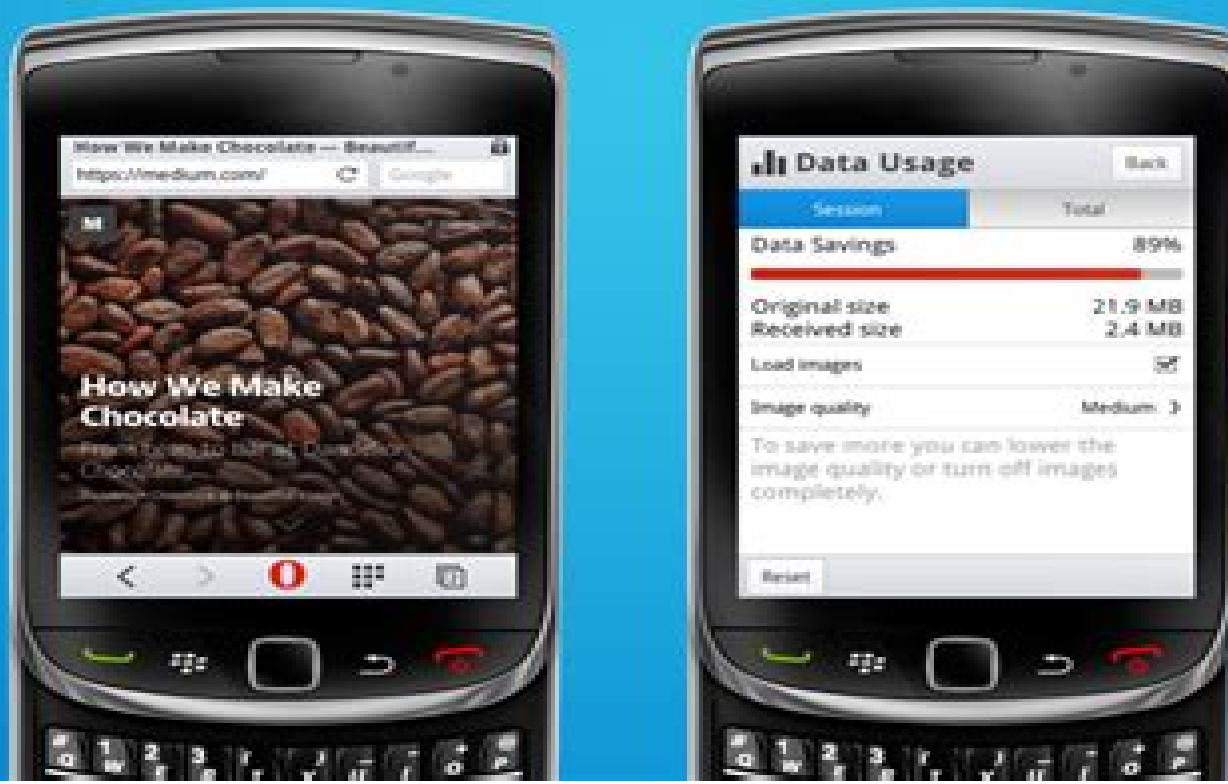 How We Make Chocolate — Beautif...
https://medium.com/
Google
M
How We Make
Chocolate
Chocolate
Data Usage
Back
Session
Total
Data Savings 89%
Original size 21.9 MB
Received size 2.4 MB
Load images
Image quality Medium
To save more you can lower the
image quality or turn off images
completely.
Reset